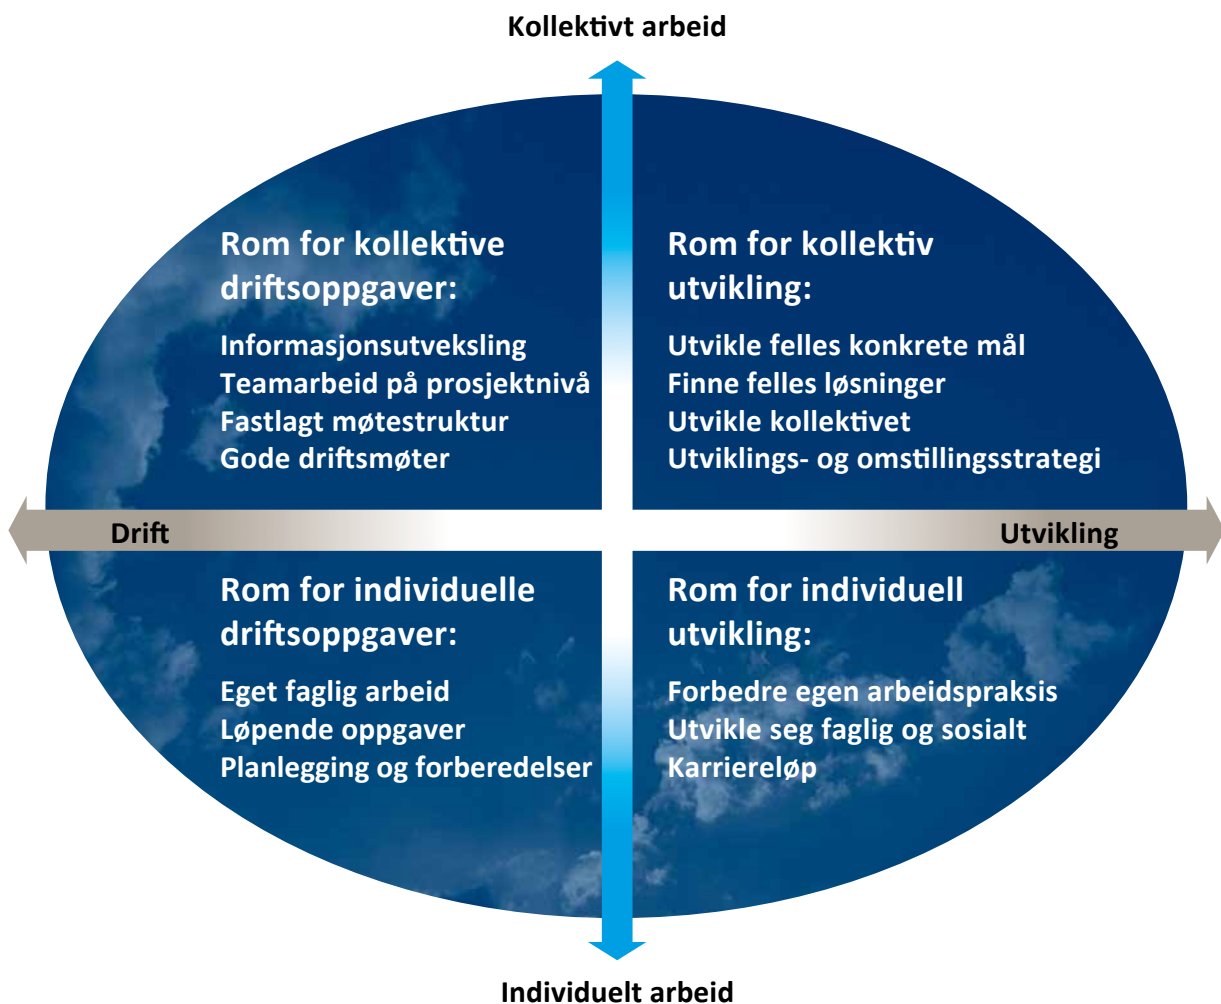 Kollektivt arbeid
Rom for kollektive
driftsoppgaver:
Informasjonsutveksling
Teamarbeid på prosjektnivå
Fastlagt møtestruktur
Gode driftsmøter
Rom for kollektiv
utvikling:
Utvikle felles konkrete mål
Finne felles løsninger
Utvikle kollektivet
Utviklings- og omstillingsstrategi
Drift
Utvikling
Rom for individuelle
driftsoppgaver:
Eget faglig arbeid
Løpende oppgaver
Planlegging og forberedelser
Rom for individuell
utvikling:
Forbedre egen arbeidspraksis
Utvikle seg faglig og sosialt
Karriereløp
Individuelt arbeid